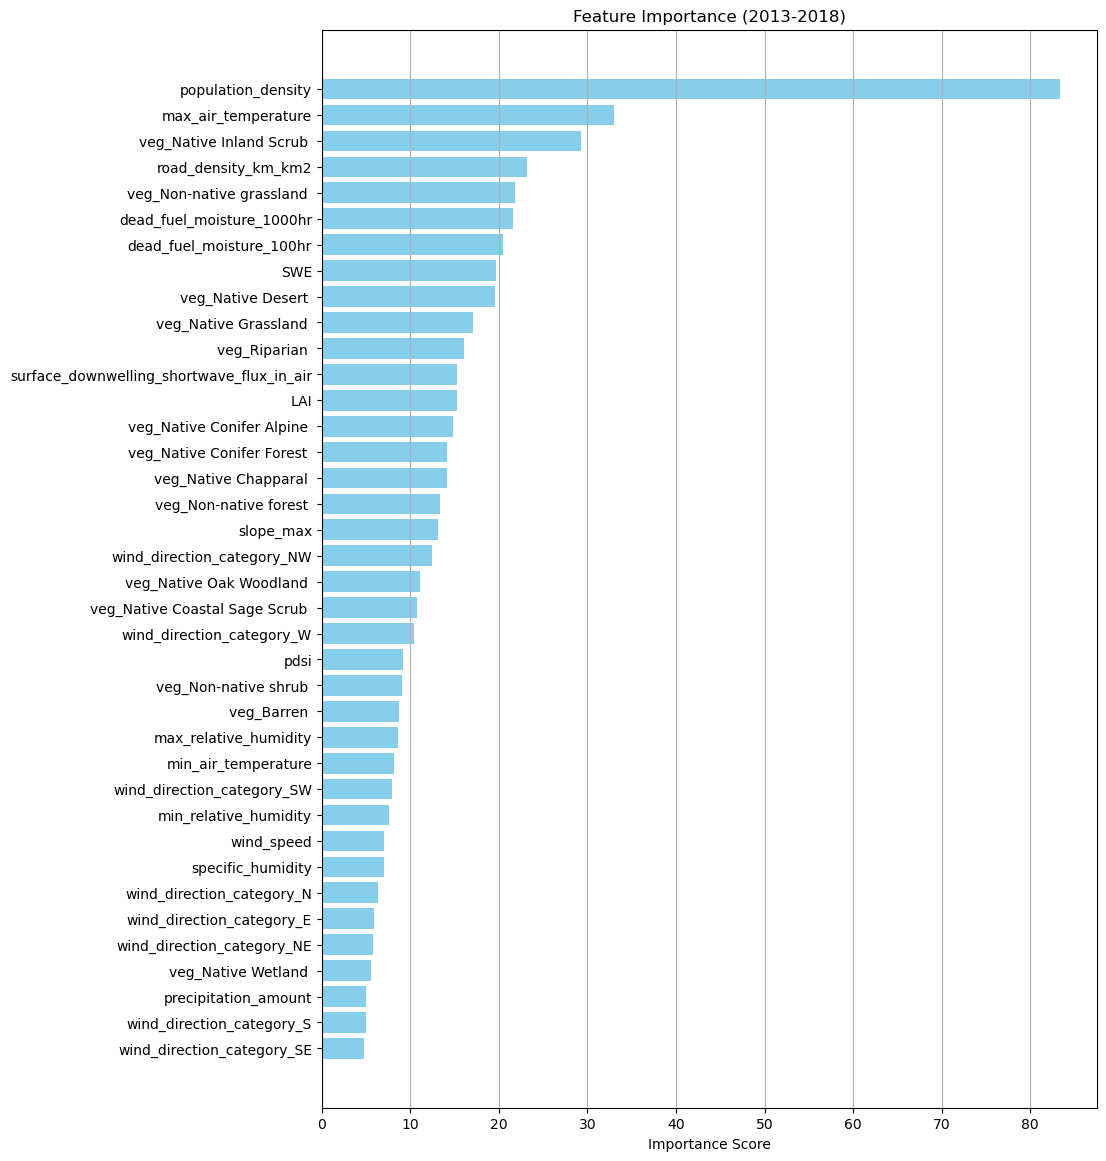 Feature Importance (2013-2018)
population_density
max_air_temperature
veg_Native Inland Scrub
road_density_km_km2
veg_Non-native grassland
dead_fuel_moisture_1000hr
dead_fuel_moisture_100hr
SWE
veg_Native Desert
veg_Native Grassland
veg_Riparian
surface_downwelling_shortwave_flux_in_air
LAI
veg_Native Conifer Alpine
veg_Native Conifer Forest
veg_Native Chapparal
veg_Non-native forest
slope_max
wind_direction_category_NW
veg_Native Oak Woodland
veg_Native Coastal Sage Scrub
wind_direction_category_W
pdsi
veg_Non-native shrub
veg_Barren
max_relative_humidity
min_air_temperature
wind_direction_category_SW
min_relative_humidity
wind_speed
specific_humidity
wind_direction_category_N
wind_direction_category_E
wind_direction_category_NE
veg_Native Wetland
precipitation_amount
wind_direction_category_S
wind_direction_category_SE
0 10 20 30 40 50 60 70 80
Importance Score